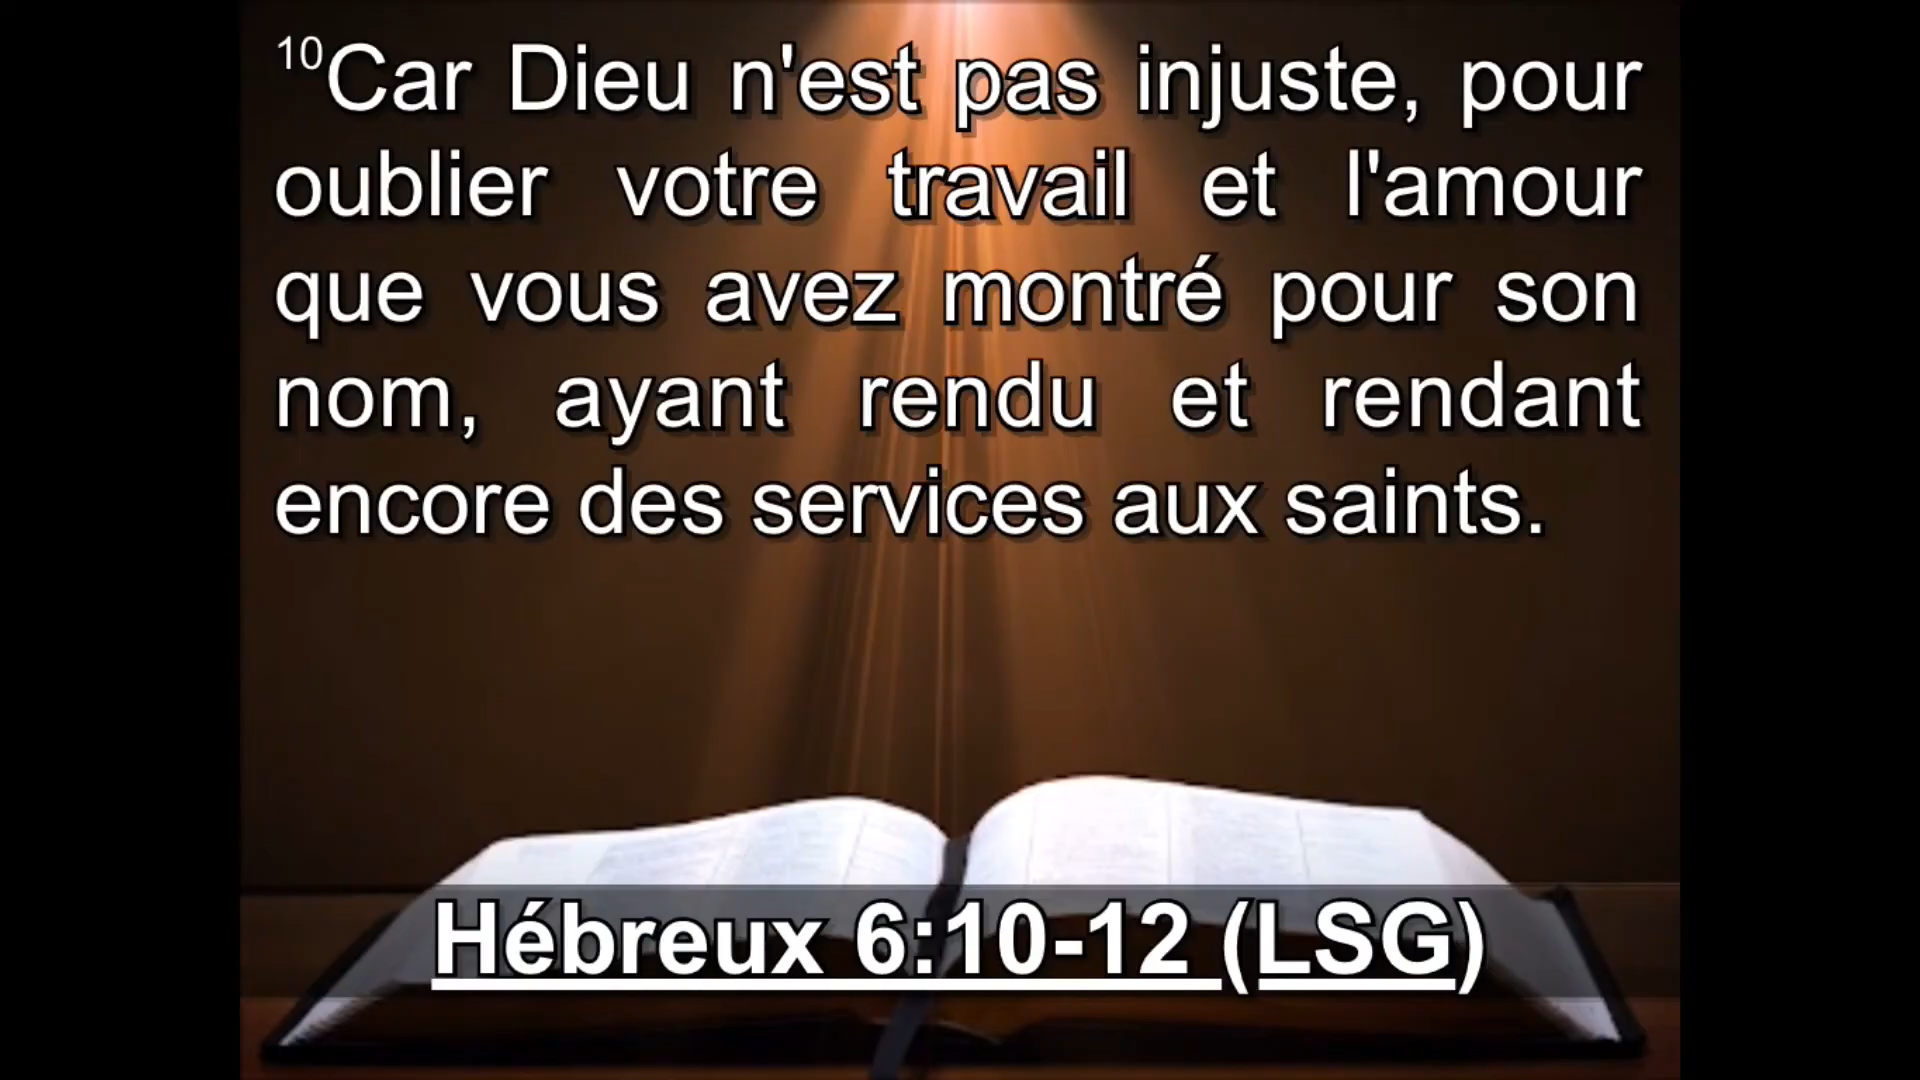 10Car Dieu n'est pas injuste, pour
oublier votre travail et l'amour
que vous avez montré pour son
nom, ayant rendu et rendant
encore des services aux saints.
Hébreux 6:10-12 (LSG)